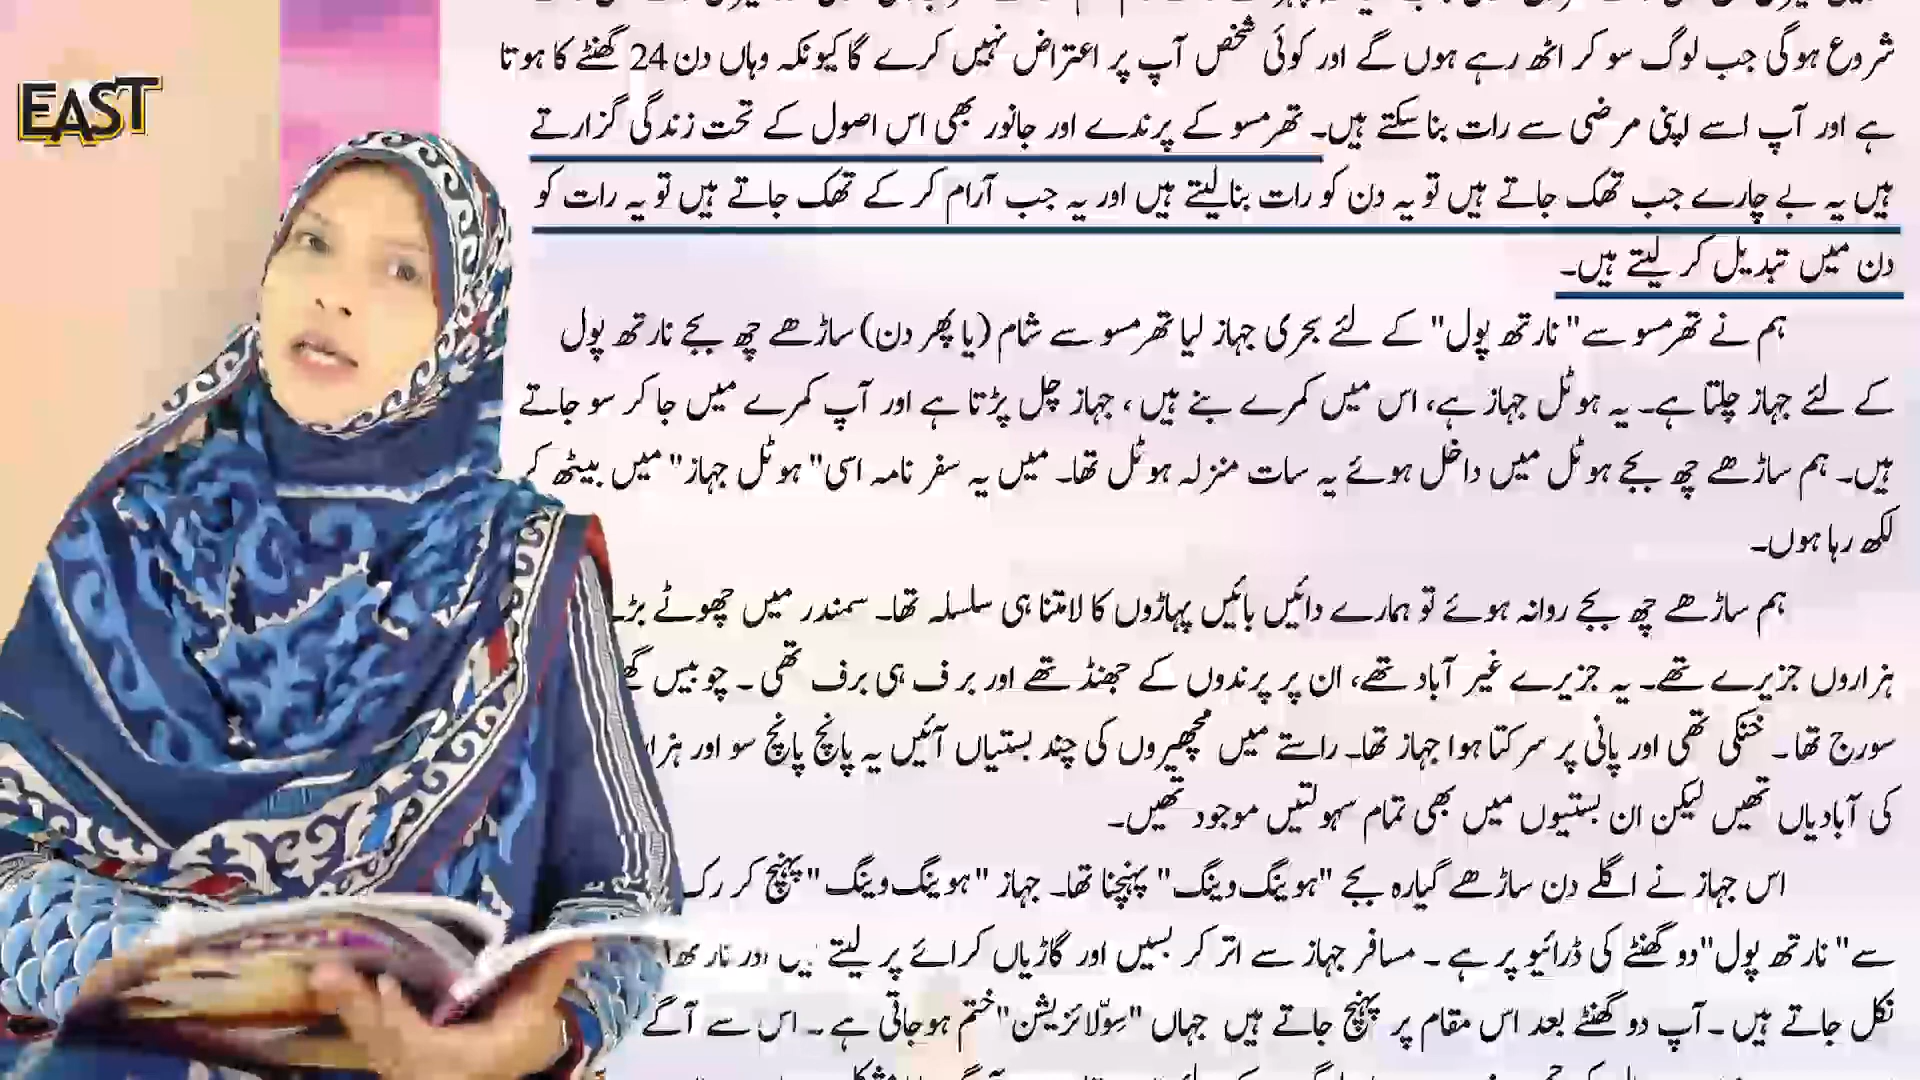 EAST
شروع ہوگی جب لوگ سو کر اٹھ رہے ہوں گے اور کوئی شخص آپ پر اعتراض نہیں کرے گا کیونکہ وہاں دن 24 گھنٹے کا ہوتا
ہے اور آپ اسے اپنی مرضی سے رات بنا سکتے ہیں۔ تھرمسو کے پرندے اور جانور بھی اس اصول کے تحت زندگی گزارتے
ہیں یہ بے چارے جب تھک جاتے ہیں تو یہ دن کو رات بنا لیتے ہیں اور یہ جب آرام کر کے تھک جاتے ہیں تو یہ رات کو
دن میں تبدیل کر لیتے ہیں۔
ہم نے تھرمسو سے "نارتھ پول" کے لئے بحری جہاز لیا تھرمسو سے شام (یا پھر دن) ساڑھے چھ بجے نارتھ پول
کے لئے جہاز چلتا ہے۔ یہ ہوٹل جہاز ہے، اس میں کمرے بنے ہیں، جہاز چل پڑتا ہے اور آپ کمرے میں جا کر سو جاتے
ہیں۔ ہم ساڑھے چھ بجے ہوٹل میں داخل ہوئے یہ سات منزلہ ہوٹل تھا۔ میں یہ سفر نامہ اسی "ہوٹل جہاز" میں بیٹھ کر
لکھ رہا ہوں۔
ہم ساڑھے چھ بجے روانہ ہوئے تو ہمارے دائیں بائیں پہاڑوں کا لامتناہی سلسلہ تھا۔ سمندر میں چھوٹے بڑے
ہزاروں جزیرے تھے۔ یہ جزیرے غیر آباد تھے، ان پر پرندوں کے جھنڈ تھے اور برف ہی برف تھی۔ چوبیس
سورج تھا۔ خنکی تھی اور پانی پر سرکتا ہوا جہاز تھا۔ راستے میں مچھیروں کی چند بستیاں آئیں یہ پانچ پانچ سو اور
کی آبادیاں تھیں لیکن ان بستیوں میں بھی تمام سہولتیں موجود تھیں۔
اس جہاز نے اگلے دن ساڑھے گیارہ بجے "ہوینگ وینگ" پہنچنا تھا۔ جہاز "ہوینگ وینگ" پہنچ کر رک
سے "نارتھ پول" دو گھنٹے کی ڈرائیو پر ہے۔ مسافر جہاز سے اتر کر بسیں اور گاڑیاں کرائے پر لیتے ہیں اور نارتھ
نکل جاتے ہیں۔ آپ دو گھنٹے بعد اس مقام پر پہنچ جاتے ہیں جہاں "سِوّلائزیشن" ختم ہو جاتی ہے۔ اس سے آگے